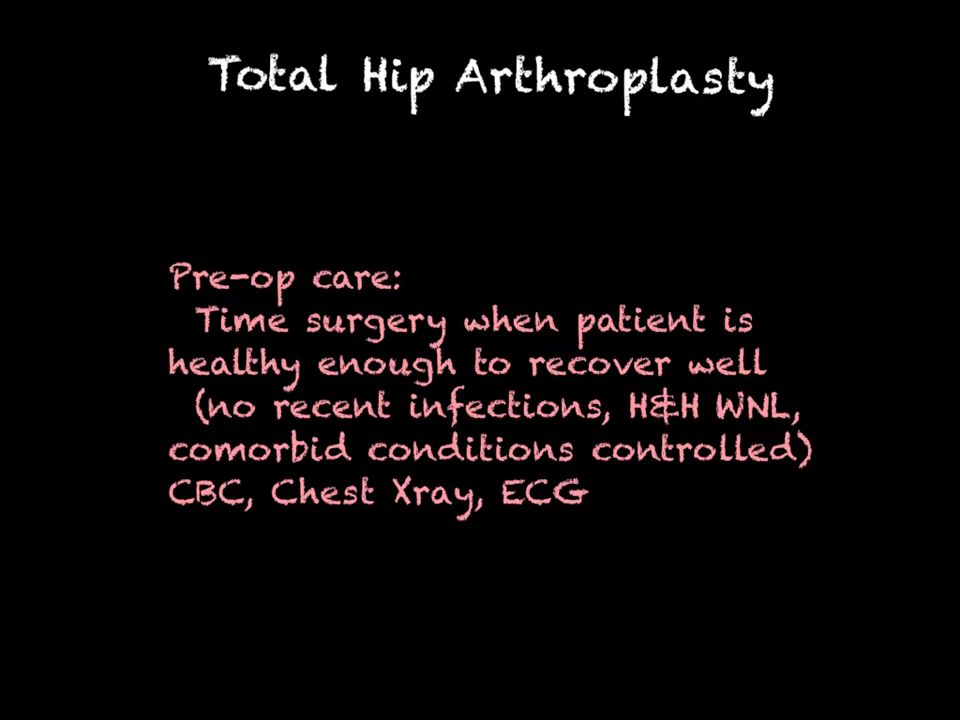 Total Hip Arthroplasty
Pre-op care:
Time surgery when patient is
healthy enough to recover well
(no recent infections, H&H WNL,
comorbid conditions controlled)
CBC, Chest Xray, ECG